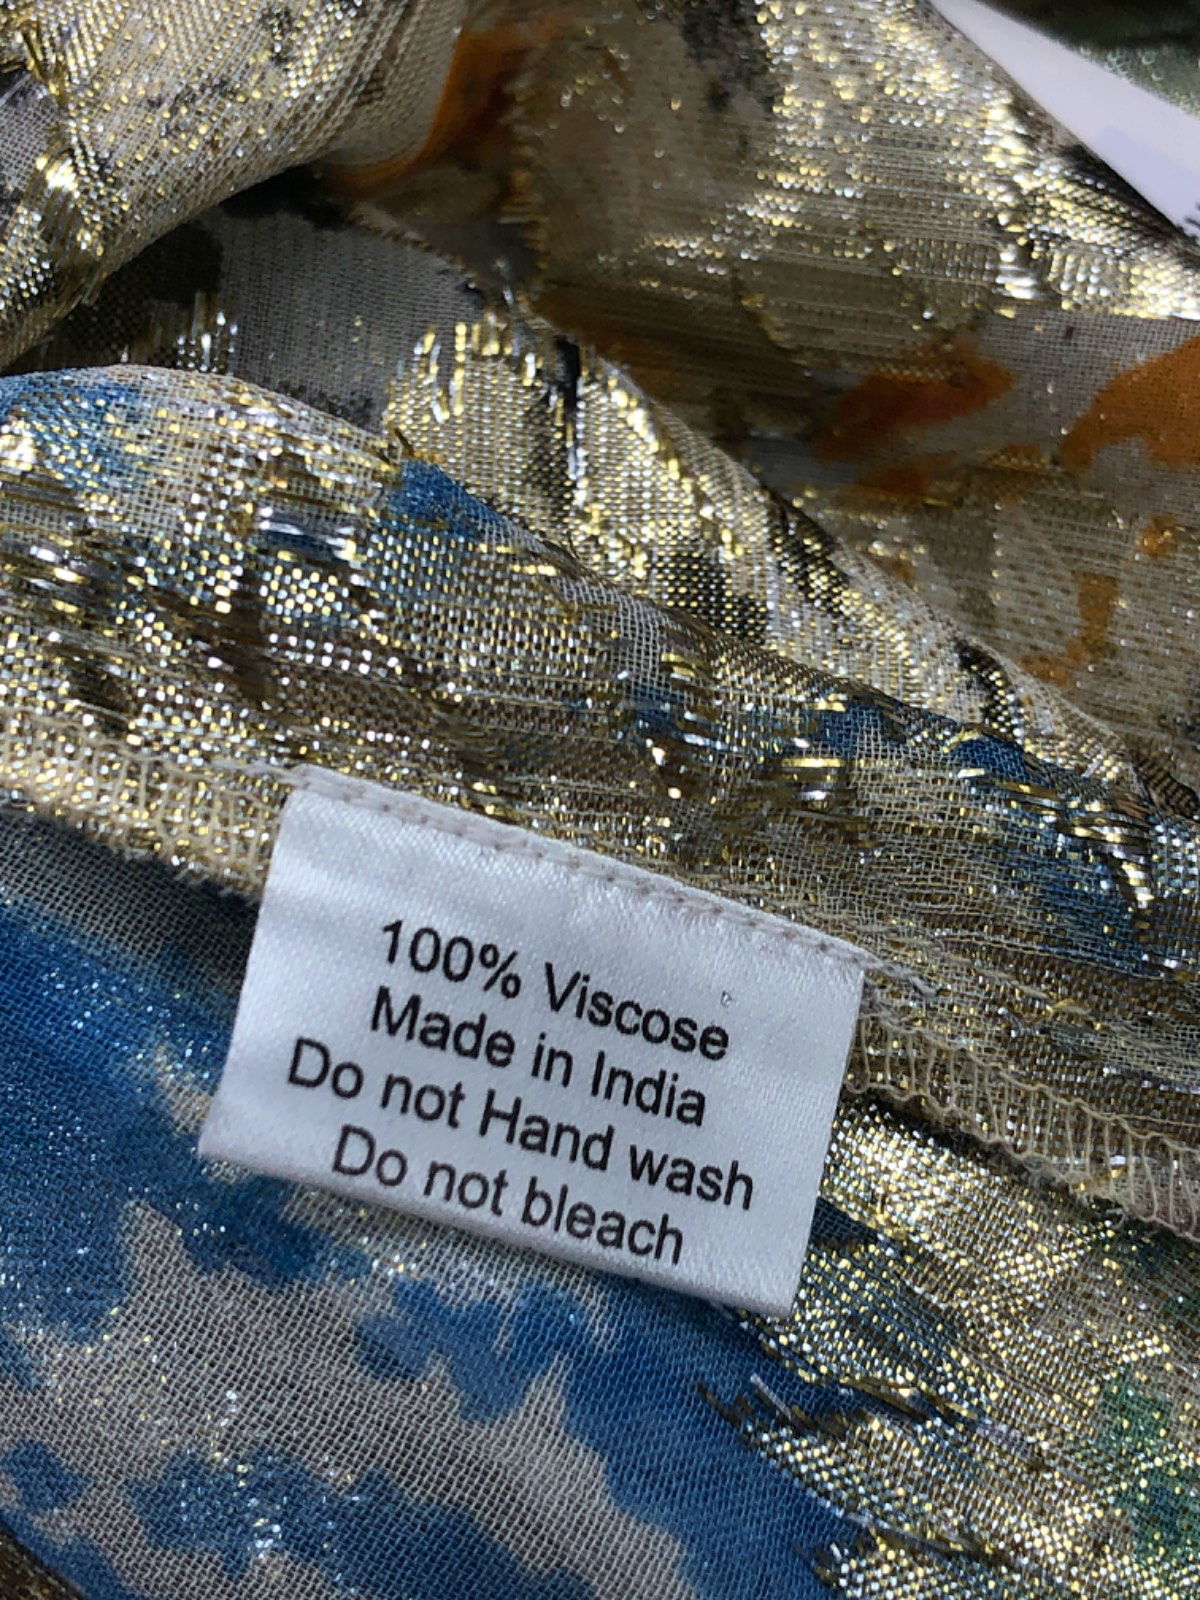 100% Viscose
Made in India
Do not Hand wash
Do not bleach